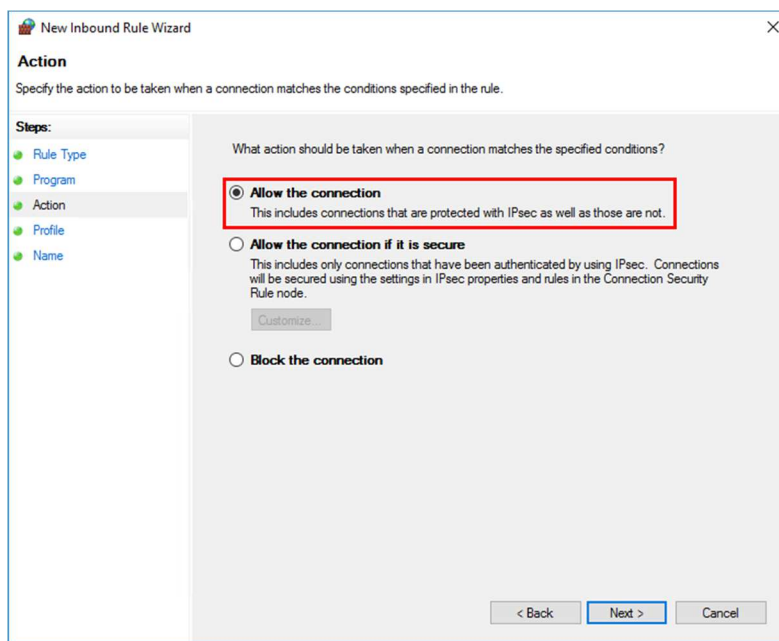 New Inbound Rule Wizard
Action
Specify the action to be taken when a connection matches the conditions specified in the rule.
Steps:
Rule Type
Program
Action
Profile
Name
What action should be taken when a connection matches the specified conditions?
Allow the connection
This includes connections that are protected with IPsec as well as those are not.
Allow the connection if it is secure
This includes only connections that have been authenticated by using IPsec. Connections
will be secured using the settings in IPsec properties and rules in the Connection Security
Rule node.
Customize...
Block the connection
< Back
Next >
Cancel